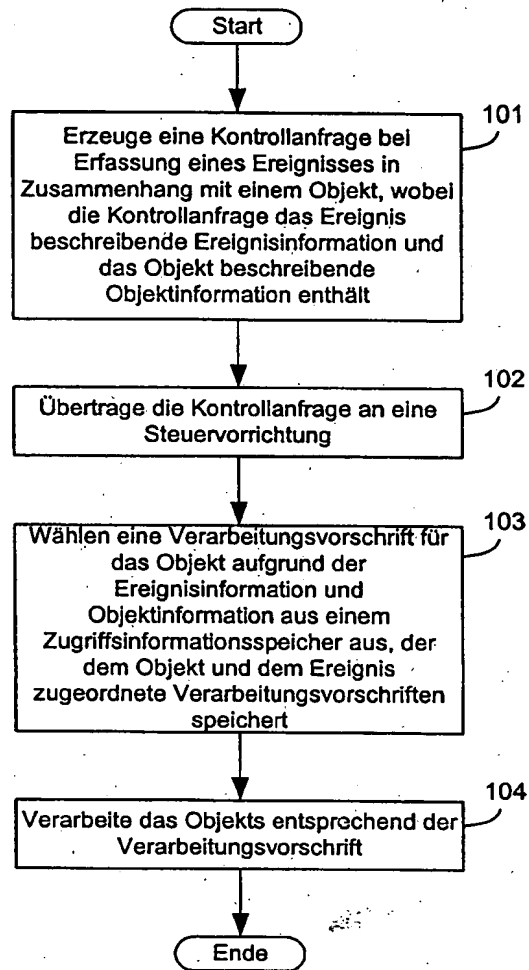 Start
101
Erzeuge eine Kontrollanfrage bei
Erfassung eines Ereignisses in
Zusammenhang mit einem Objekt, wobei
die Kontrollanfrage das Ereignis
beschreibende Ereignisinformation und
das Objekt beschreibende
Objektinformation enthält
102
Übertrage die Kontrollanfrage an eine
Steuervorrichtung
103
Wählen eine Verarbeitungsvorschrift für
das Objekt aufgrund der
Ereignisinformation und
Objektinformation aus einem
Zugriffsinformationsspeicher aus, der
dem Objekt und dem Ereignis
zugeordnete Verarbeitungsvorschriften
speichert
104
Verarbeite das Objekts entsprechend der
Verarbeitungsvorschrift
Ende